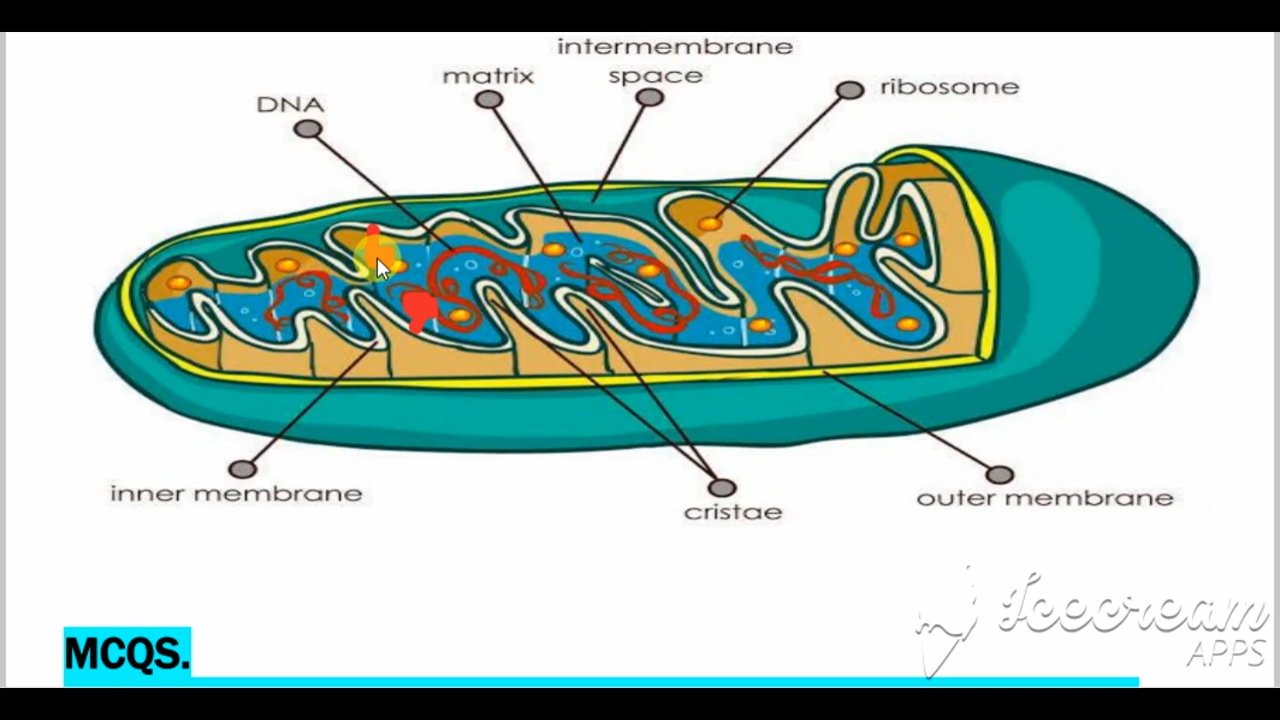 intermembrane
space
matrix
ribosome
DNA
inner membrane
outer membrane
cristae
Icecream
APPS
MCQS.